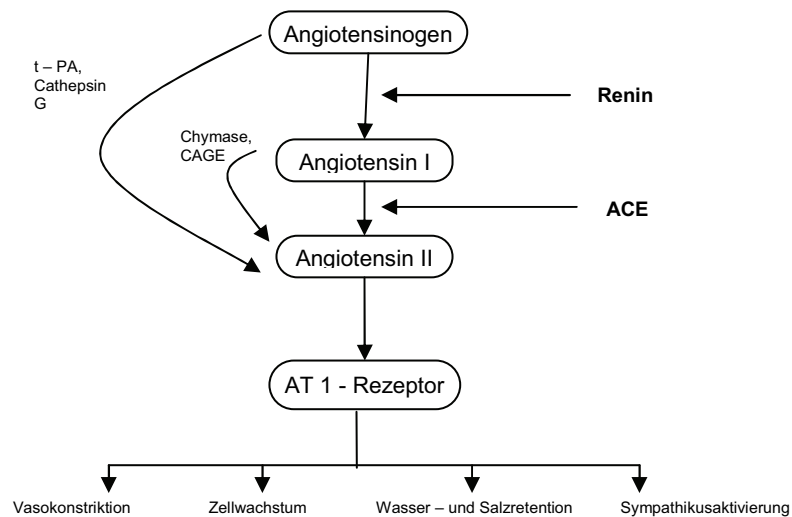 Angiotensinogen
t – PA,
Cathepsin
G
Renin
Chymase,
CAGE
Angiotensin I
ACE
Angiotensin II
AT 1 - Rezeptor
Vasokonstriktion
Zellwachstum
Wasser – und Salzretention
Sympathikusaktivierung